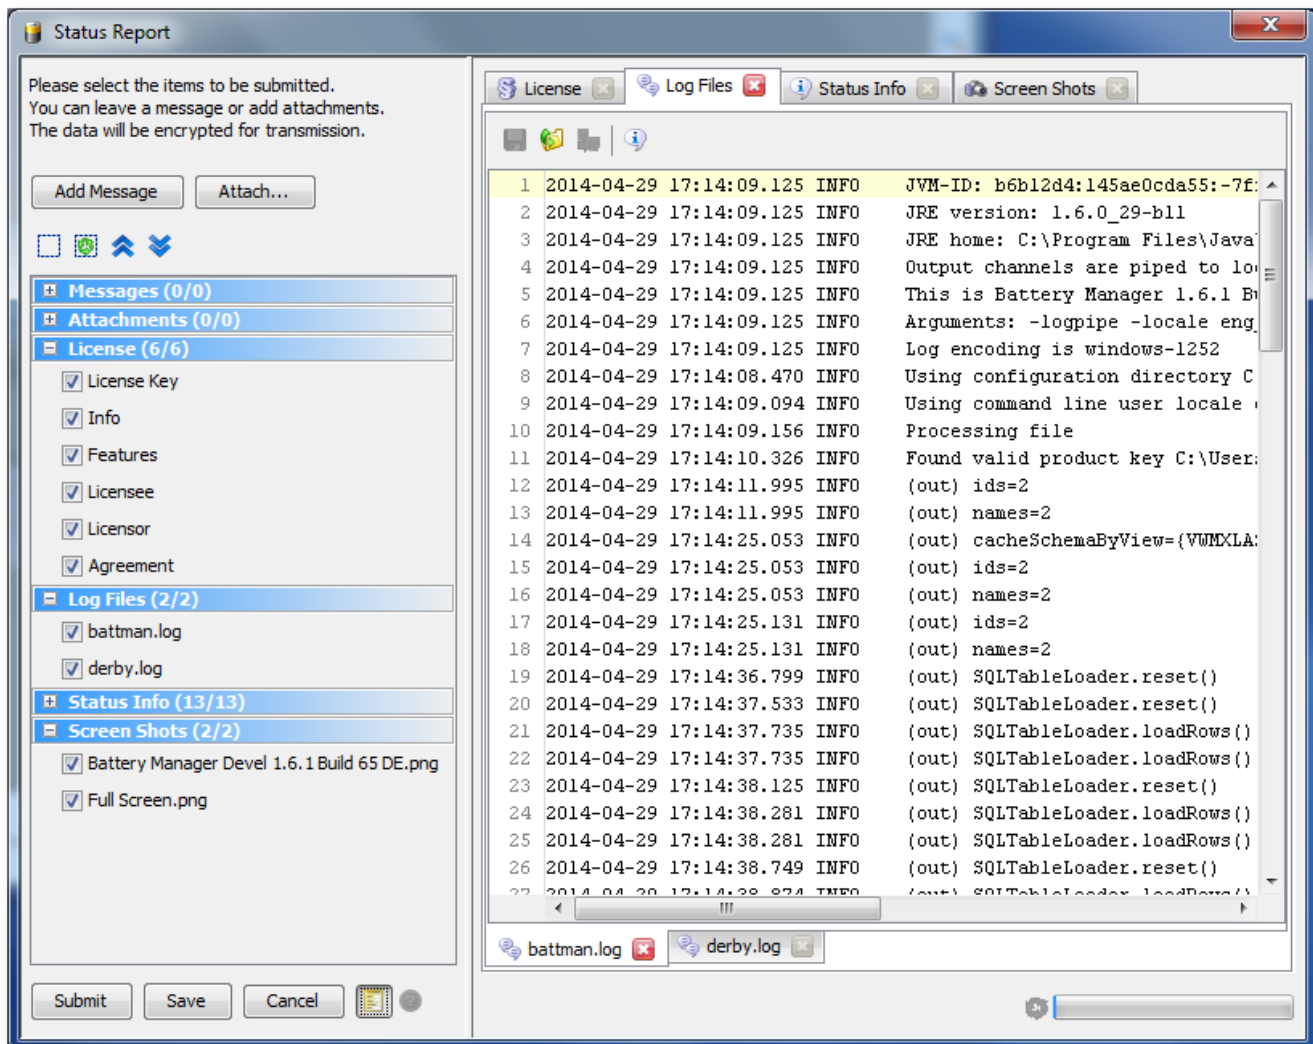 Status Report
Please select the items to be submitted.
You can leave a message or add attachments.
The data will be encrypted for transmission.
Add Message
Attach...
Messages (0/0)
Attachments (0/0)
License (6/6)
License Key
Info
Features
Licensee
Licensor
Agreement
Log Files (2/2)
battman.log
derby.log
Status Info (13/13)
Screen Shots (2/2)
Battery Manager Devel 1.6.1 Build 65 DE.png
Full Screen.png
Submit
Save
Cancel
License
Log Files
Status Info
Screen Shots
1 2014-04-29 17:14:09.125 INFO JVM-ID: b6b12d4:145ae0cda55:-7f
2 2014-04-29 17:14:09.125 INFO JRE version: 1.6.0_29-b11
3 2014-04-29 17:14:09.125 INFO JRE home: C:\Program Files\Java
4 2014-04-29 17:14:09.125 INFO Output channels are piped to lo
5 2014-04-29 17:14:09.125 INFO This is Battery Manager 1.6.1 B
6 2014-04-29 17:14:09.125 INFO Arguments: -logpipe -locale eng_
7 2014-04-29 17:14:09.125 INFO Log encoding is windows-1252
8 2014-04-29 17:14:08.470 INFO Using configuration directory C
9 2014-04-29 17:14:09.094 INFO Using command line user locale
10 2014-04-29 17:14:09.156 INFO Processing file
11 2014-04-29 17:14:10.326 INFO Found valid product key C:\User
12 2014-04-29 17:14:11.995 INFO (out) ids=2
13 2014-04-29 17:14:11.995 INFO (out) names=2
14 2014-04-29 17:14:25.053 INFO (out) cacheSchemaByView={VWMXLA
15 2014-04-29 17:14:25.053 INFO (out) ids=2
16 2014-04-29 17:14:25.053 INFO (out) names=2
17 2014-04-29 17:14:25.131 INFO (out) ids=2
18 2014-04-29 17:14:25.131 INFO (out) names=2
19 2014-04-29 17:14:36.799 INFO (out) SQLTableLoader.reset()
20 2014-04-29 17:14:37.533 INFO (out) SQLTableLoader.reset()
21 2014-04-29 17:14:37.735 INFO (out) SQLTableLoader.loadRows()
22 2014-04-29 17:14:37.735 INFO (out) SQLTableLoader.loadRows()
23 2014-04-29 17:14:38.125 INFO (out) SQLTableLoader.reset()
24 2014-04-29 17:14:38.281 INFO (out) SQLTableLoader.loadRows()
25 2014-04-29 17:14:38.281 INFO (out) SQLTableLoader.loadRows()
26 2014-04-29 17:14:38.749 INFO (out) SQLTableLoader.reset()
27 2014-04-29 17:14:38.874 INFO (out) SQLTableLoader.loadRows()
battman.log
derby.log